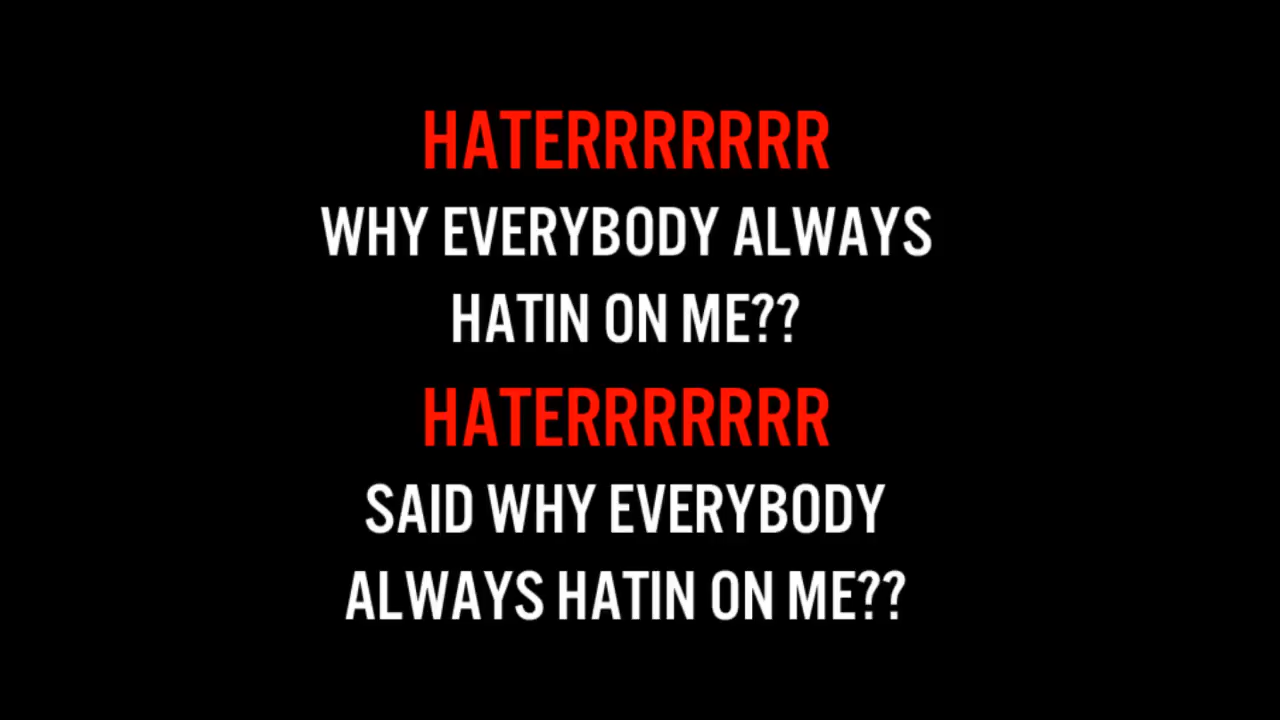 HATERRRRRRR
WHY EVERYBODY ALWAYS
HATIN ON ME??
HATERRRRRRR
SAID WHY EVERYBODY
ALWAYS HATIN ON ME??